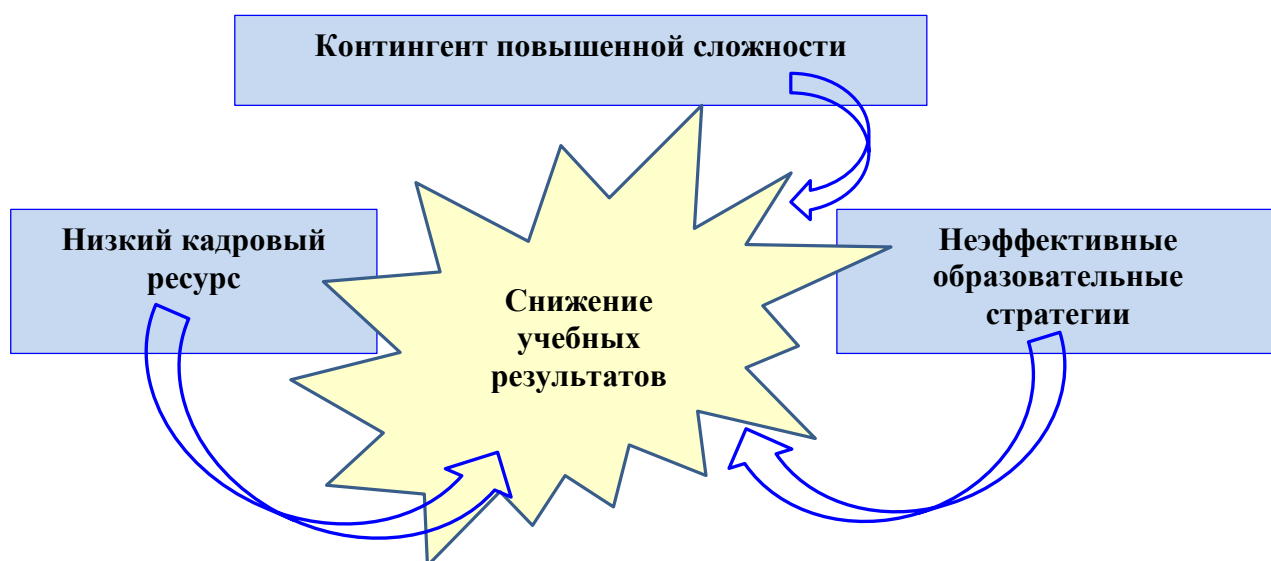 Контингент повышенной сложности
Низкий кадровый
ресурс
Снижение
учебных
результатов
Неэффективные
образовательные
стратегии